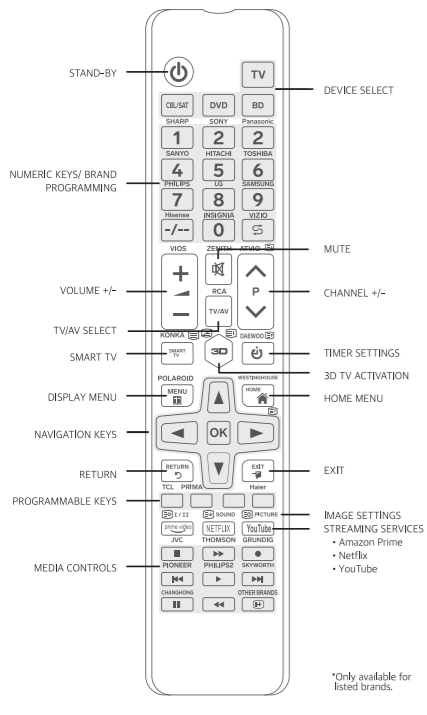 STAND-BY
TV
DEVICE SELECT
CBL/SAT DVD BD
SHARP SONY Panasonic
1 2 2
SANYO HITACHI TOSHIBA
NUMERIC KEYS/ BRAND
PROGRAMMING
4 5 6
PHILIPS LG SAMSUNG
7 8 9
Hisense INSIGNIA VIZIO
-/-- 0
VIOS ZENITH ATVIO
MUTE
+
VOLUME +/–
RCA
P
CHANNEL +/–
–
TV/AV
TV/AV SELECT
KONKA DAEWOO
SMART TV
SMART
TV
3D
TIMER SETTINGS
3D TV ACTIVATION
POLAROID WESTINGHOUSE
DISPLAY MENU
MENU
HOME
HOME MENU
NAVIGATION KEYS
OK
RETURN
RETURN
EXIT
EXIT
TCL PRIMA Haier
PROGRAMMABLE KEYS
I/II SOUND PICTURE
IMAGE SETTINGS
prime video NETFLIX YouTube
STREAMING SERVICES
• Amazon Prime
• Netflix
• YouTube
JVC THOMSON GRUNDIG
MEDIA CONTROLS
PIONEER PHILIPS2 SKYWORTH
CHANGHONG OTHER BRANDS
*Only available for
listed brands.